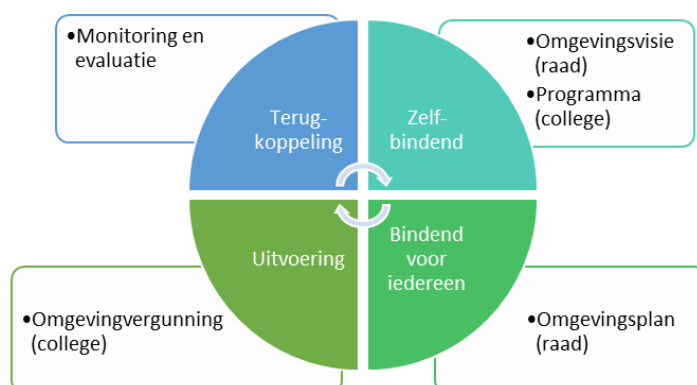 •Monitoring en
evaluatie
•Omgevingsvisie
(raad)
•Programma
(college)
Terug-
koppeling
Zelf-
bindend
Uitvoering
Bindend
voor
iedereen
•Omgevingvergunning
(college)
•Omgevingsplan
(raad)